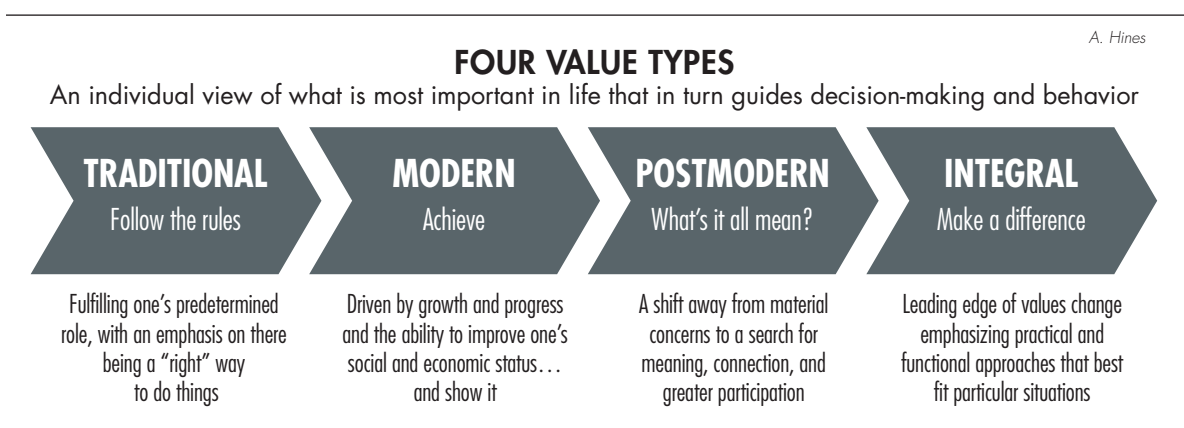 A. Hines
FOUR VALUE TYPES
An individual view of what is most important in life that in turn guides decision-making and behavior
TRADITIONAL
Follow the rules
Fulfilling one's predetermined
role, with an emphasis on there
being a “right” way
to do things
MODERN
Achieve
Driven by growth and progress
and the ability to improve one's
social and economic status…
and show it
POSTMODERN
What's it all mean?
A shift away from material
concerns to a search for
meaning, connection, and
greater participation
INTEGRAL
Make a difference
Leading edge of values change
emphasizing practical and
functional approaches that best
fit particular situations